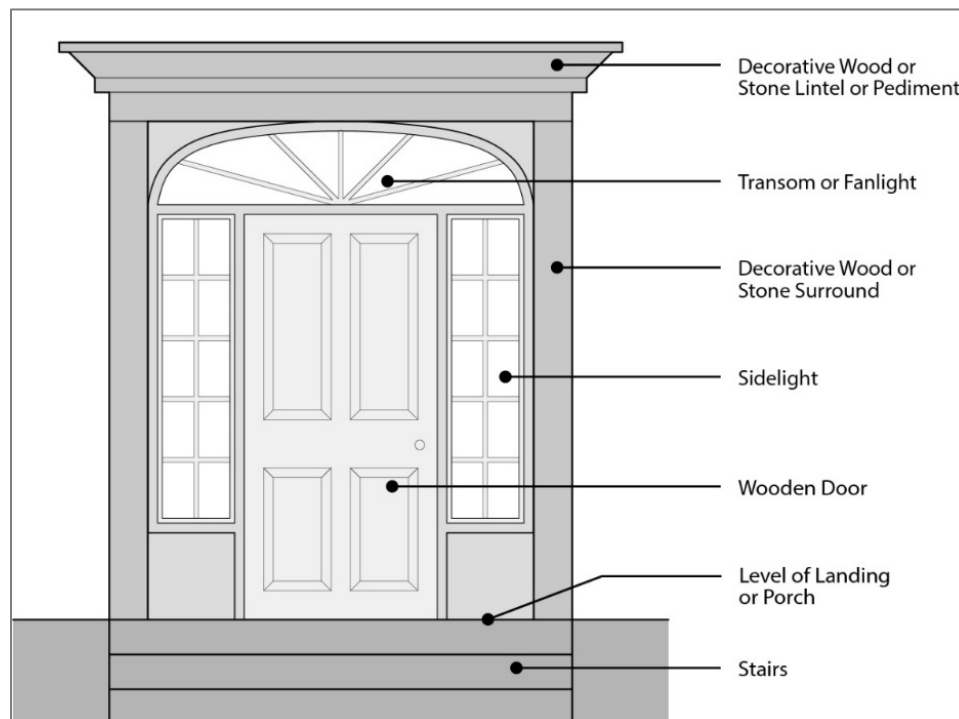 Decorative Wood or
Stone Lintel or Pediment
Transom or Fanlight
Decorative Wood or
Stone Surround
Sidelight
Wooden Door
Level of Landing
or Porch
Stairs